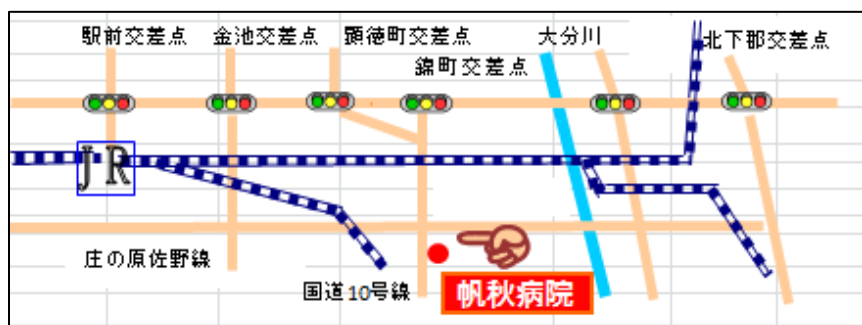 駅前交差点
金池交差点
顕徳町交差点
大分川
北下郡交差点
錦町交差点
JR
庄の原佐野線
国道10号線
帆秋病院